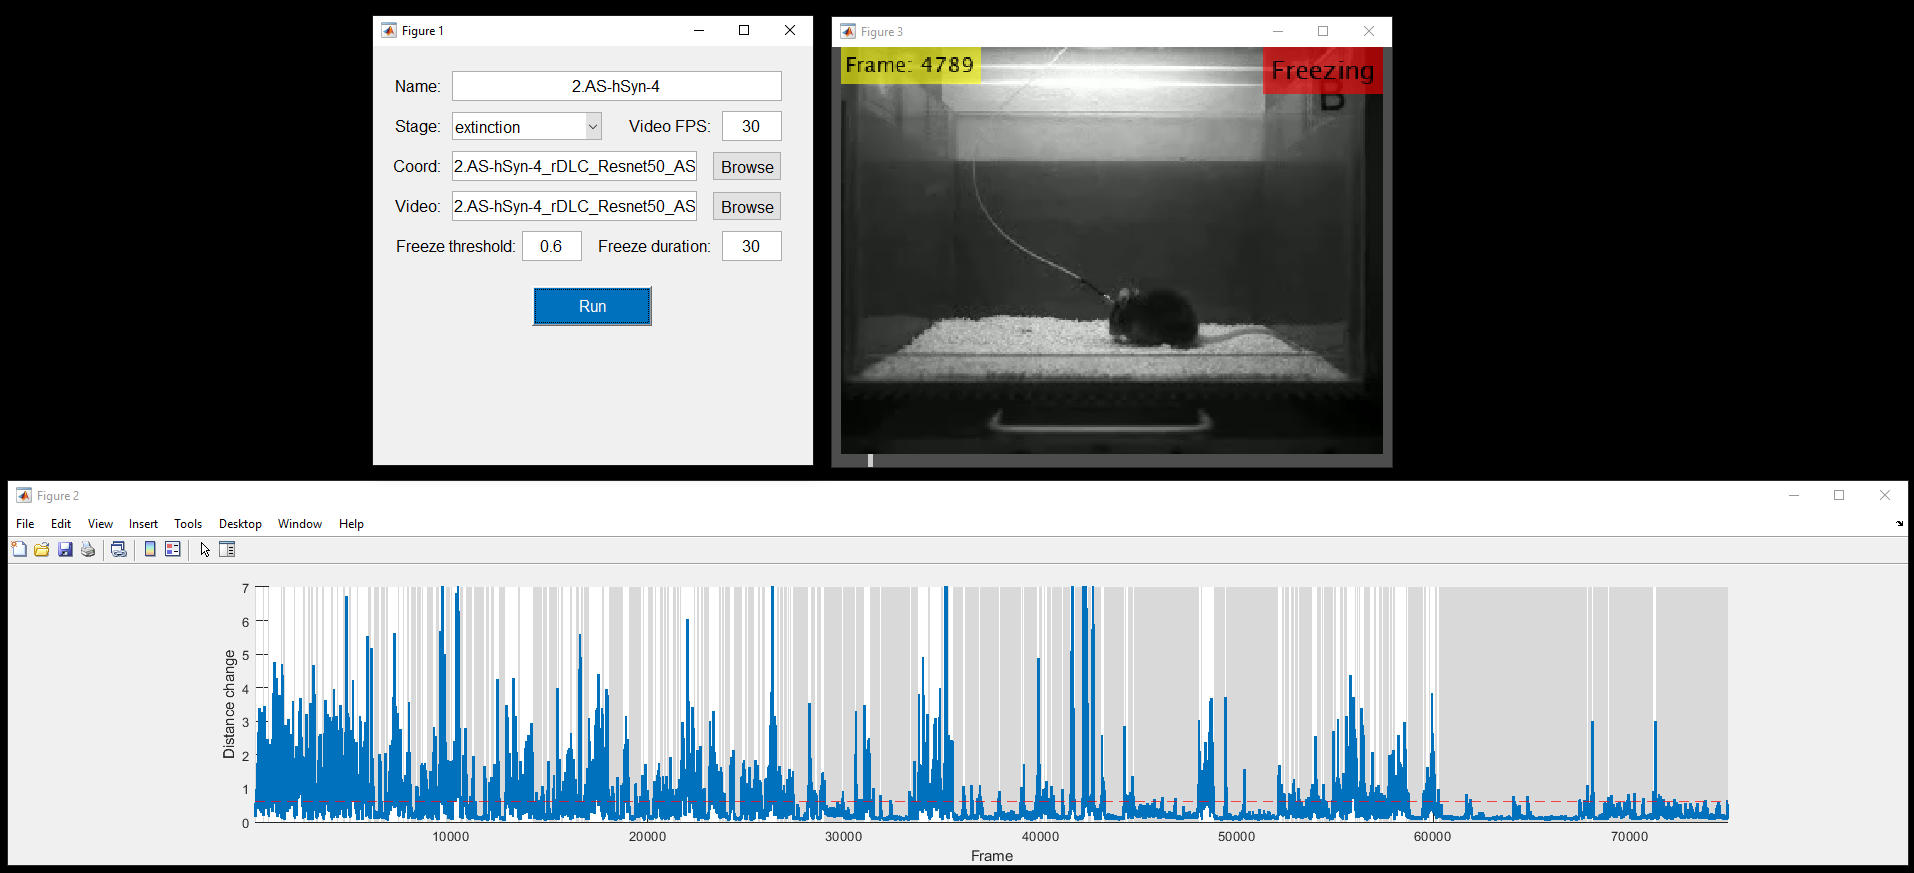 Figure 1
Name: 2.AS-hSyn-4
Stage: extinction Video FPS: 30
Coord: 2.AS-hSyn-4_rDLC_Resnet50_AS Browse
Video: 2.AS-hSyn-4_rDLC_Resnet50_AS Browse
Freeze threshold: 0.6 Freeze duration: 30
Run
Figure 3
Frame: 4789
Freezing
B
Figure 2
File Edit View Insert Tools Desktop Window Help
7
6
5
4
3
2
1
0
Distance change
10000 20000 30000 40000 50000 60000 70000
Frame